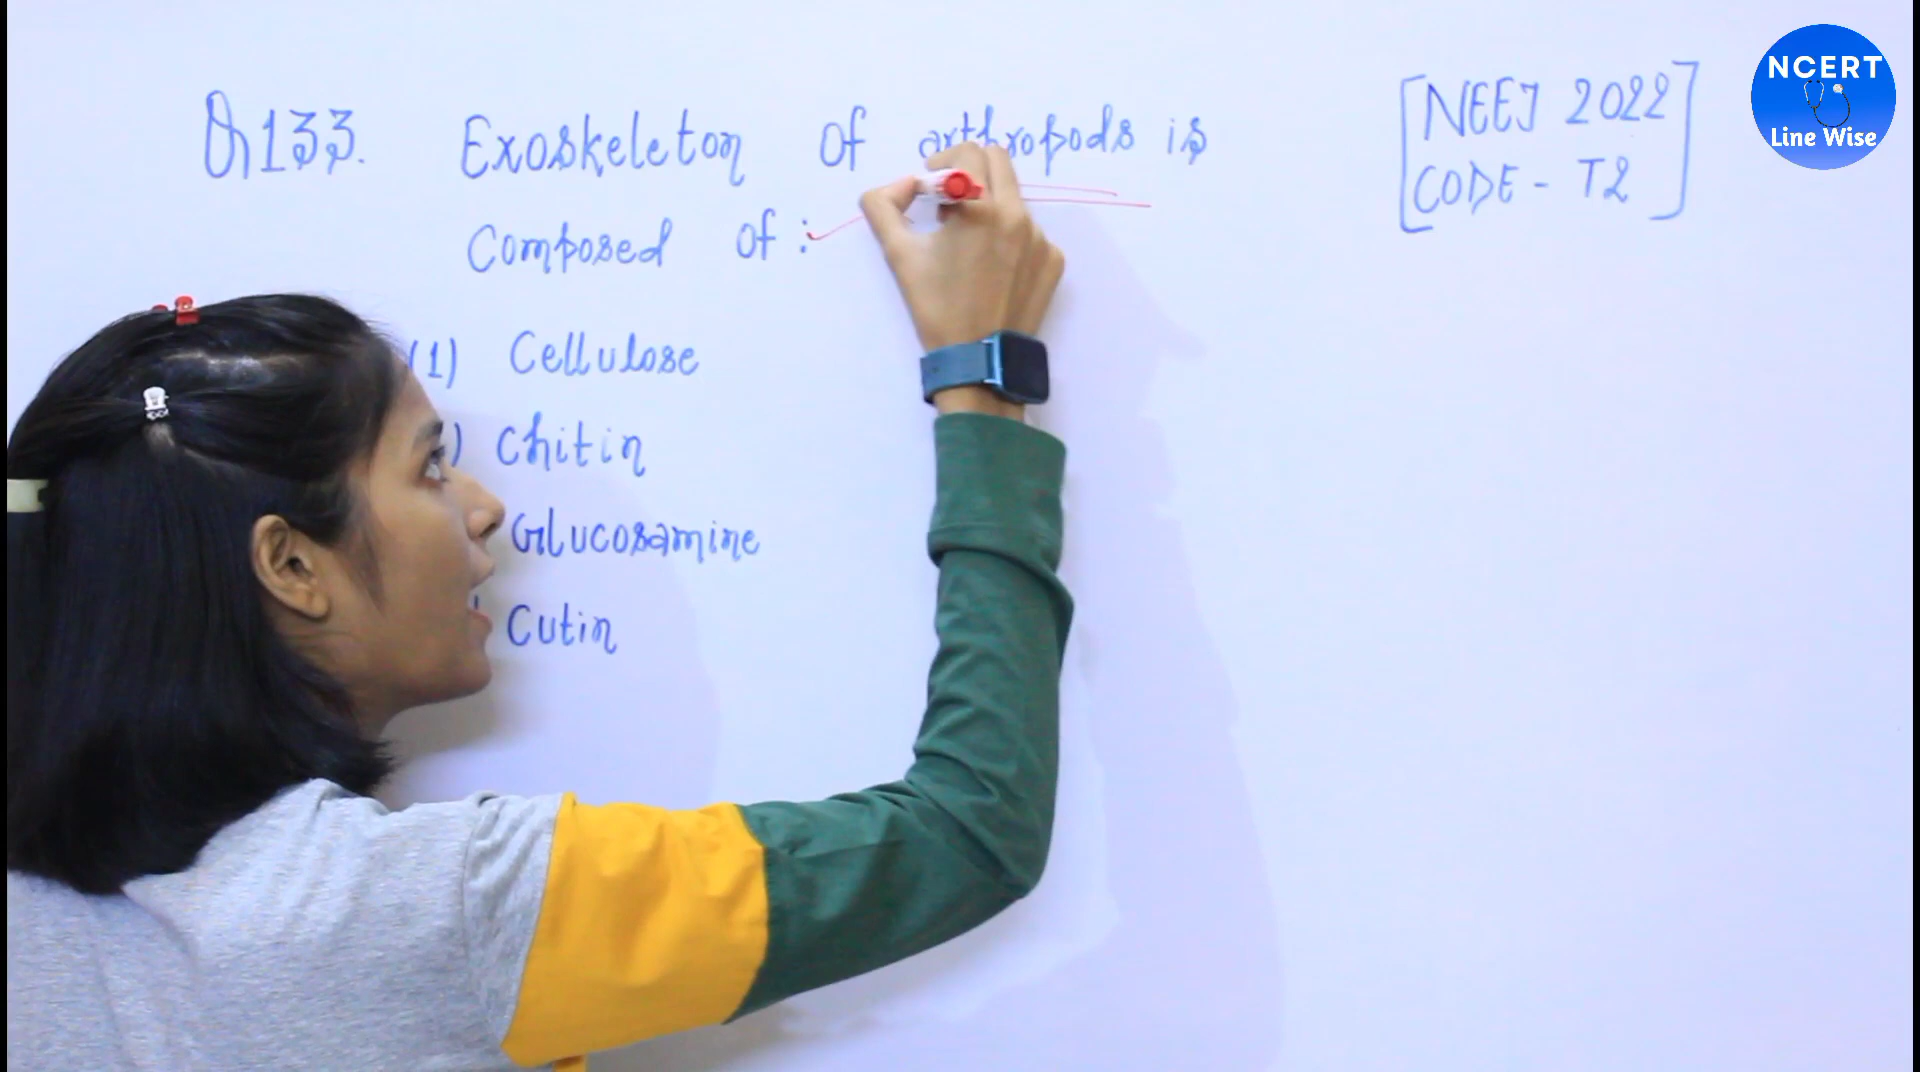 Q133. Exoskeleton of arthropods is
Composed of :
(1) Cellulose
) Chitin
Glucosamine
Cutin
[NEET 2022
CODE - T2]
NCERT
Line Wise